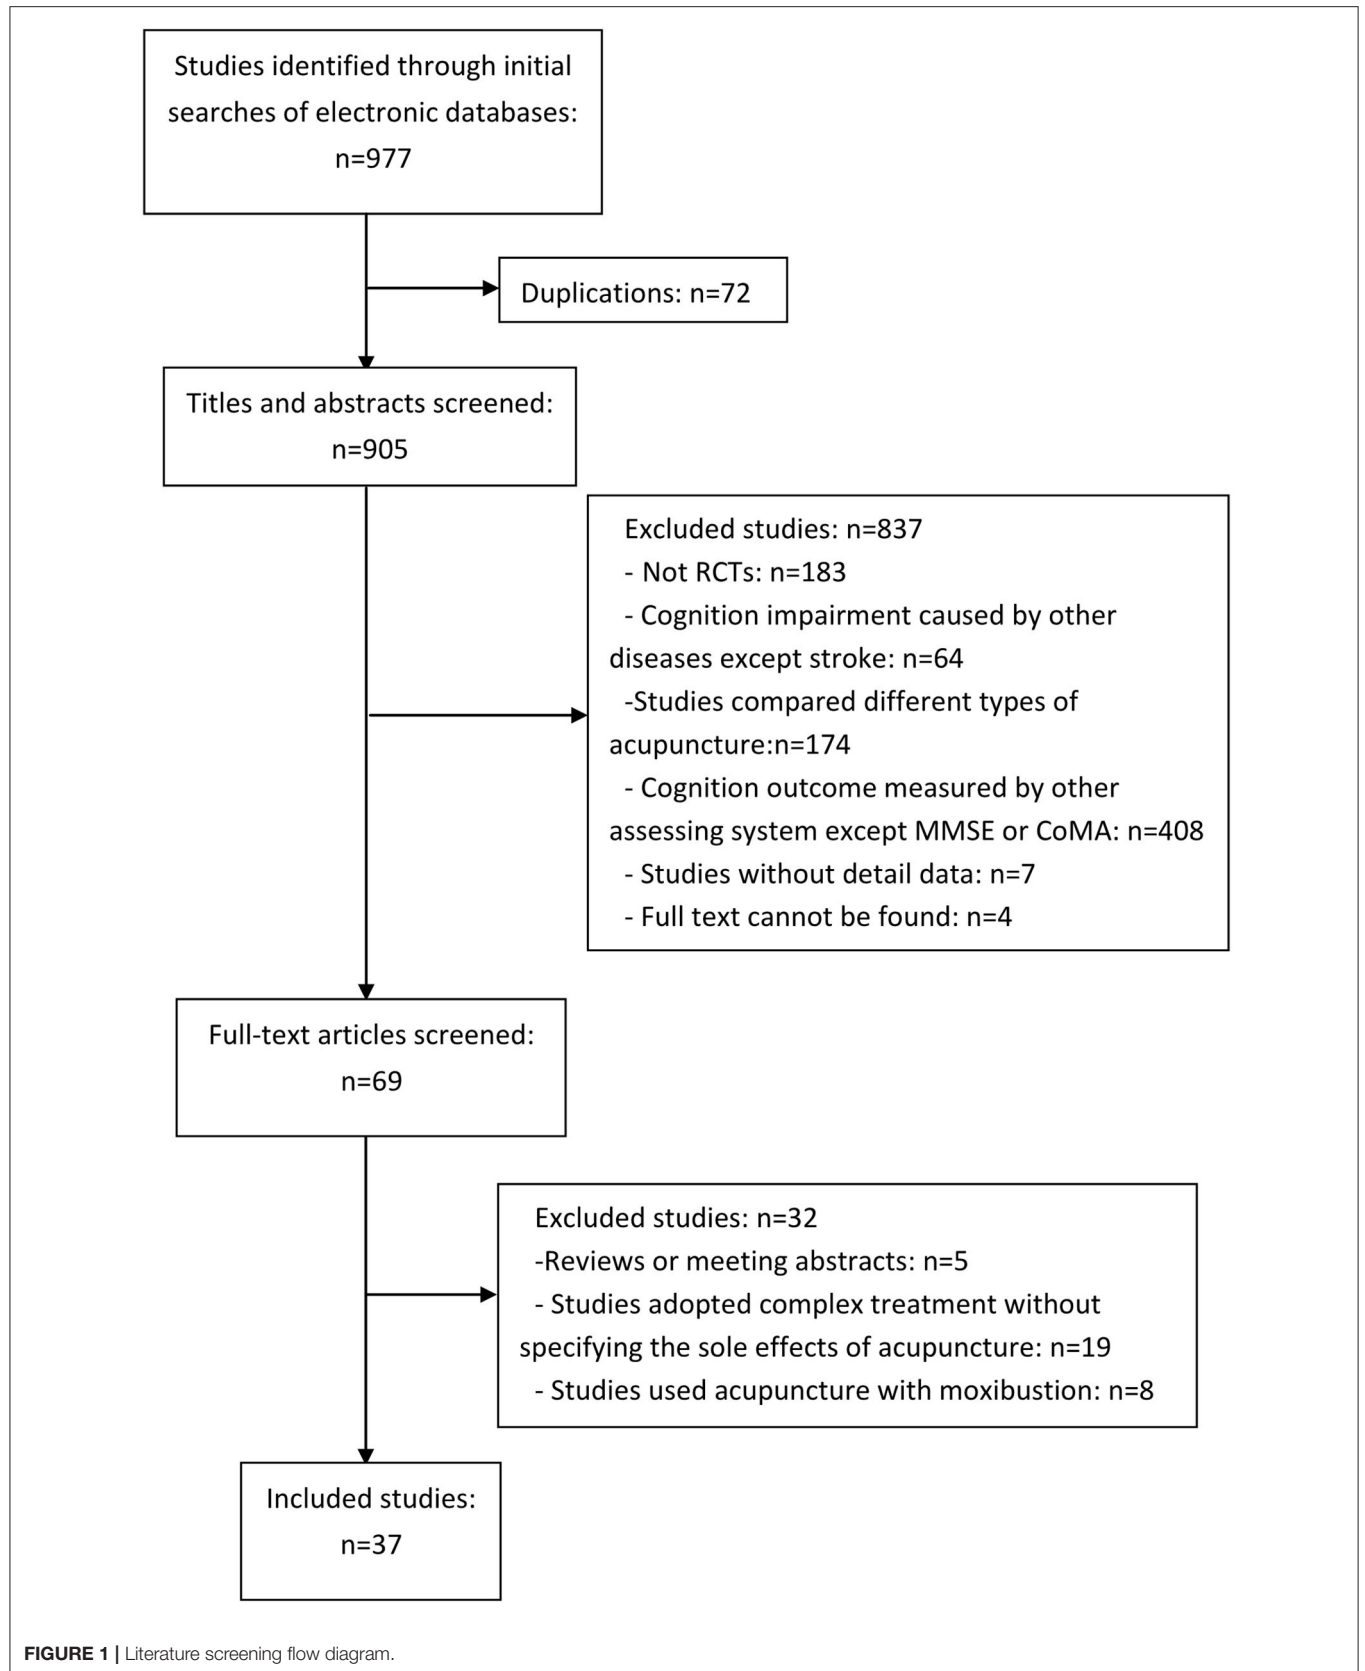 Studies identified through initial
searches of electronic databases:
n=977
Duplications: n=72
Titles and abstracts screened:
n=905
Excluded studies: n=837
- Not RCTs: n=183
- Cognition impairment caused by other
diseases except stroke: n=64
-Studies compared different types of
acupuncture:n=174
- Cognition outcome measured by other
assessing system except MMSE or CoMA: n=408
- Studies without detail data: n=7
- Full text cannot be found: n=4
Full-text articles screened:
n=69
Excluded studies: n=32
-Reviews or meeting abstracts: n=5
- Studies adopted complex treatment without
specifying the sole effects of acupuncture: n=19
- Studies used acupuncture with moxibustion: n=8
Included studies:
n=37
FIGURE 1 | Literature screening flow diagram.